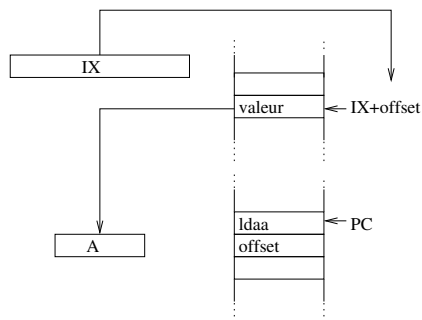 IX
valeur
IX+offset
ldaa
PC
A
offset